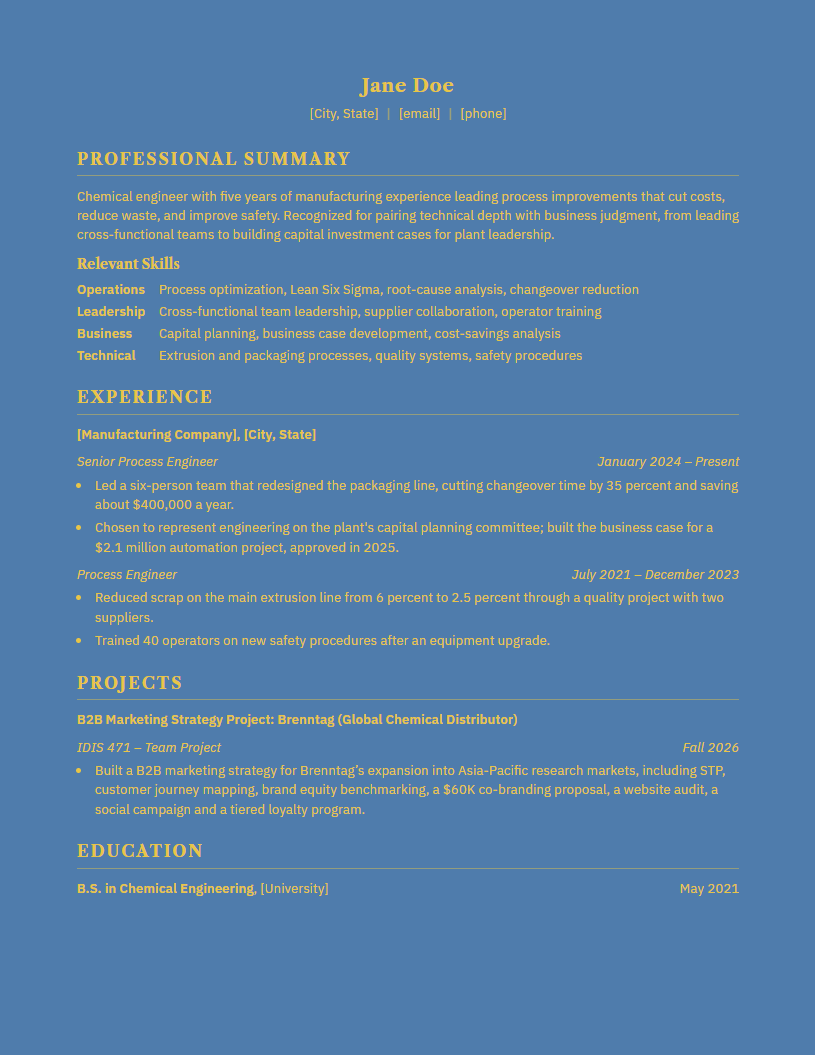 Jane Doe
[City, State] | [email] | [phone]
PROFESSIONAL SUMMARY
Chemical engineer with five years of manufacturing experience leading process improvements that cut costs,
reduce waste, and improve safety. Recognized for pairing technical depth with business judgment, from leading
cross-functional teams to building capital investment cases for plant leadership.
Relevant Skills
Operations Process optimization, Lean Six Sigma, root-cause analysis, changeover reduction
Leadership Cross-functional team leadership, supplier collaboration, operator training
Business Capital planning, business case development, cost-savings analysis
Technical Extrusion and packaging processes, quality systems, safety procedures
EXPERIENCE
[Manufacturing Company], [City, State]
Senior Process Engineer January 2024 – Present
• Led a six-person team that redesigned the packaging line, cutting changeover time by 35 percent and saving
about $400,000 a year.
• Chosen to represent engineering on the plant's capital planning committee; built the business case for a
$2.1 million automation project, approved in 2025.
Process Engineer July 2021 – December 2023
• Reduced scrap on the main extrusion line from 6 percent to 2.5 percent through a quality project with two
suppliers.
• Trained 40 operators on new safety procedures after an equipment upgrade.
PROJECTS
B2B Marketing Strategy Project: Brenntag (Global Chemical Distributor)
IDIS 471 – Team Project Fall 2026
• Built a B2B marketing strategy for Brenntag’s expansion into Asia-Pacific research markets, including STP,
customer journey mapping, brand equity benchmarking, a $60K co-branding proposal, a website audit, a
social campaign and a tiered loyalty program.
EDUCATION
B.S. in Chemical Engineering, [University] May 2021